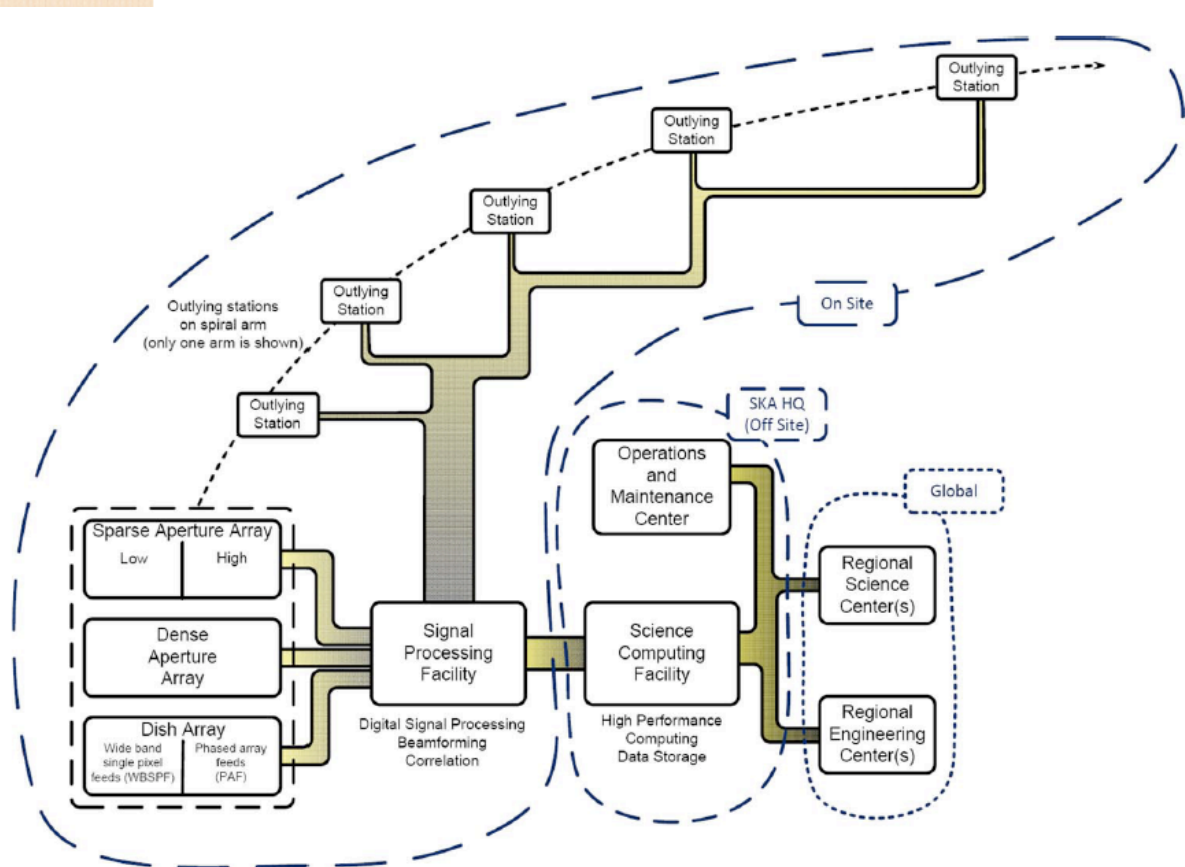 Outlying
Station
Outlying
Station
Outlying
Station
Outlying
Station
Outlying stations
on spiral arm
(only one arm is shown)
On Site
Outlying
Station
SKA HQ
(Off Site)
Operations
and
Maintenance
Center
Global
Sparse Aperture Array
Low
High
Regional
Science
Center(s)
Dense
Aperture
Array
Signal
Processing
Facility
Science
Computing
Facility
Dish Array
Wide band
single pixel
feeds (WBSPF)
Phased array
feeds
(PAF)
Digital Signal Processing
Beamforming
Correlation
High Performance
Computing
Data Storage
Regional
Engineering
Center(s)